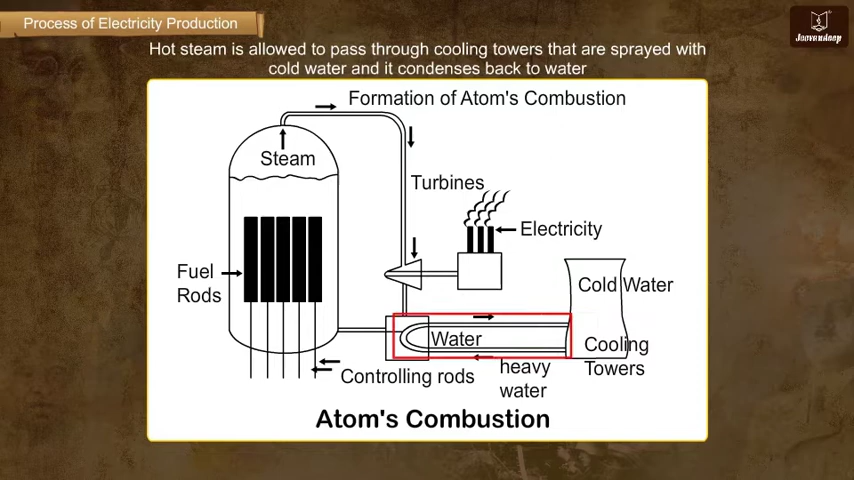 Process of Electricity Production
Jeevandeep
Hot steam is allowed to pass through cooling towers that are sprayed with
cold water and it condenses back to water
Formation of Atom's Combustion
Steam
Turbines
Electricity
Fuel
Rods
Cold Water
Water
Cooling
Towers
heavy
water
Controlling rods
Atom's Combustion